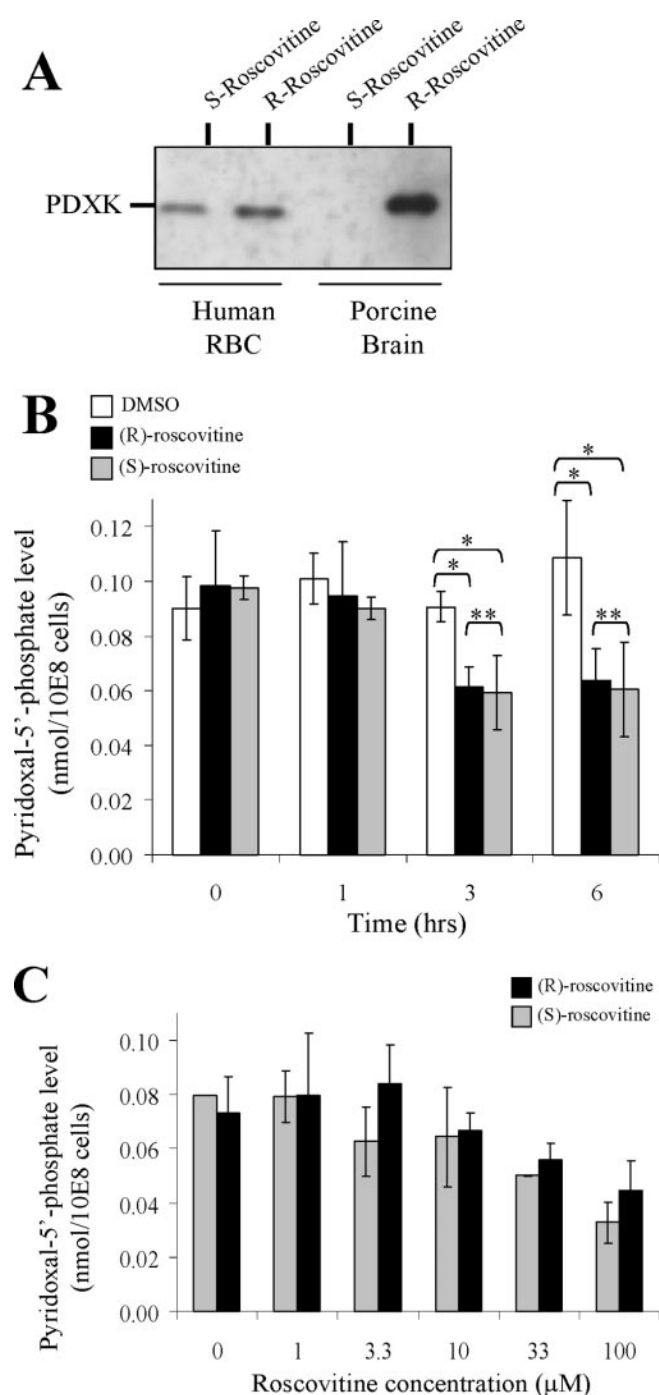 A
S-Roscovitine
R-Roscovitine
S-Roscovitine
R-Roscovitine
PDXK
Human RBC
Porcine Brain
B
DMSO
(R)-roscovitine
(S)-roscovitine
Pyridoxal-5’-phosphate level
(nmol/10E8 cells)
0.12
0.10
0.08
0.06
0.04
0.02
0.00
*
*
**
*
*
**
0 1 3 6
Time (hrs)
C
(R)-roscovitine
(S)-roscovitine
Pyridoxal-5’-phosphate level
(nmol/10E8 cells)
0.10
0.08
0.06
0.04
0.02
0.00
0 1 3.3 10 33 100
Roscovitine concentration (µM)